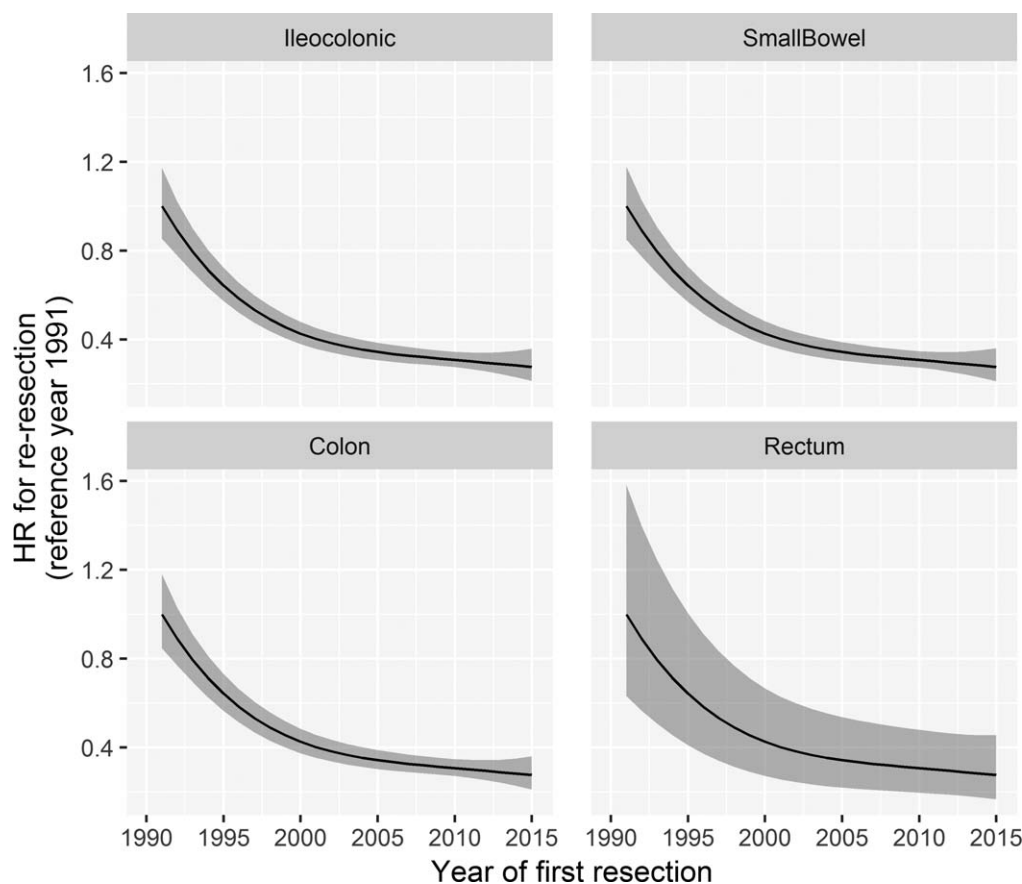 Ileocolonic
SmallBowel
1.6
1.2
0.8
0.4
Colon
Rectum
1.6
1.2
0.8
0.4
HR for re-resection
(reference year 1991)
1990 1995 2000 2005 2010 2015
1990 1995 2000 2005 2010 2015
Year of first resection